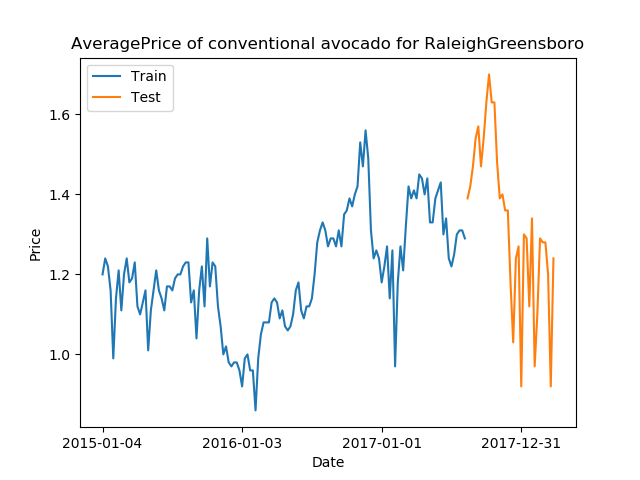 AveragePrice of conventional avocado for RaleighGreensboro
Train
Test
Price
1.6
1.4
1.2
1.0
2015-01-04
2016-01-03
2017-01-01
2017-12-31
Date